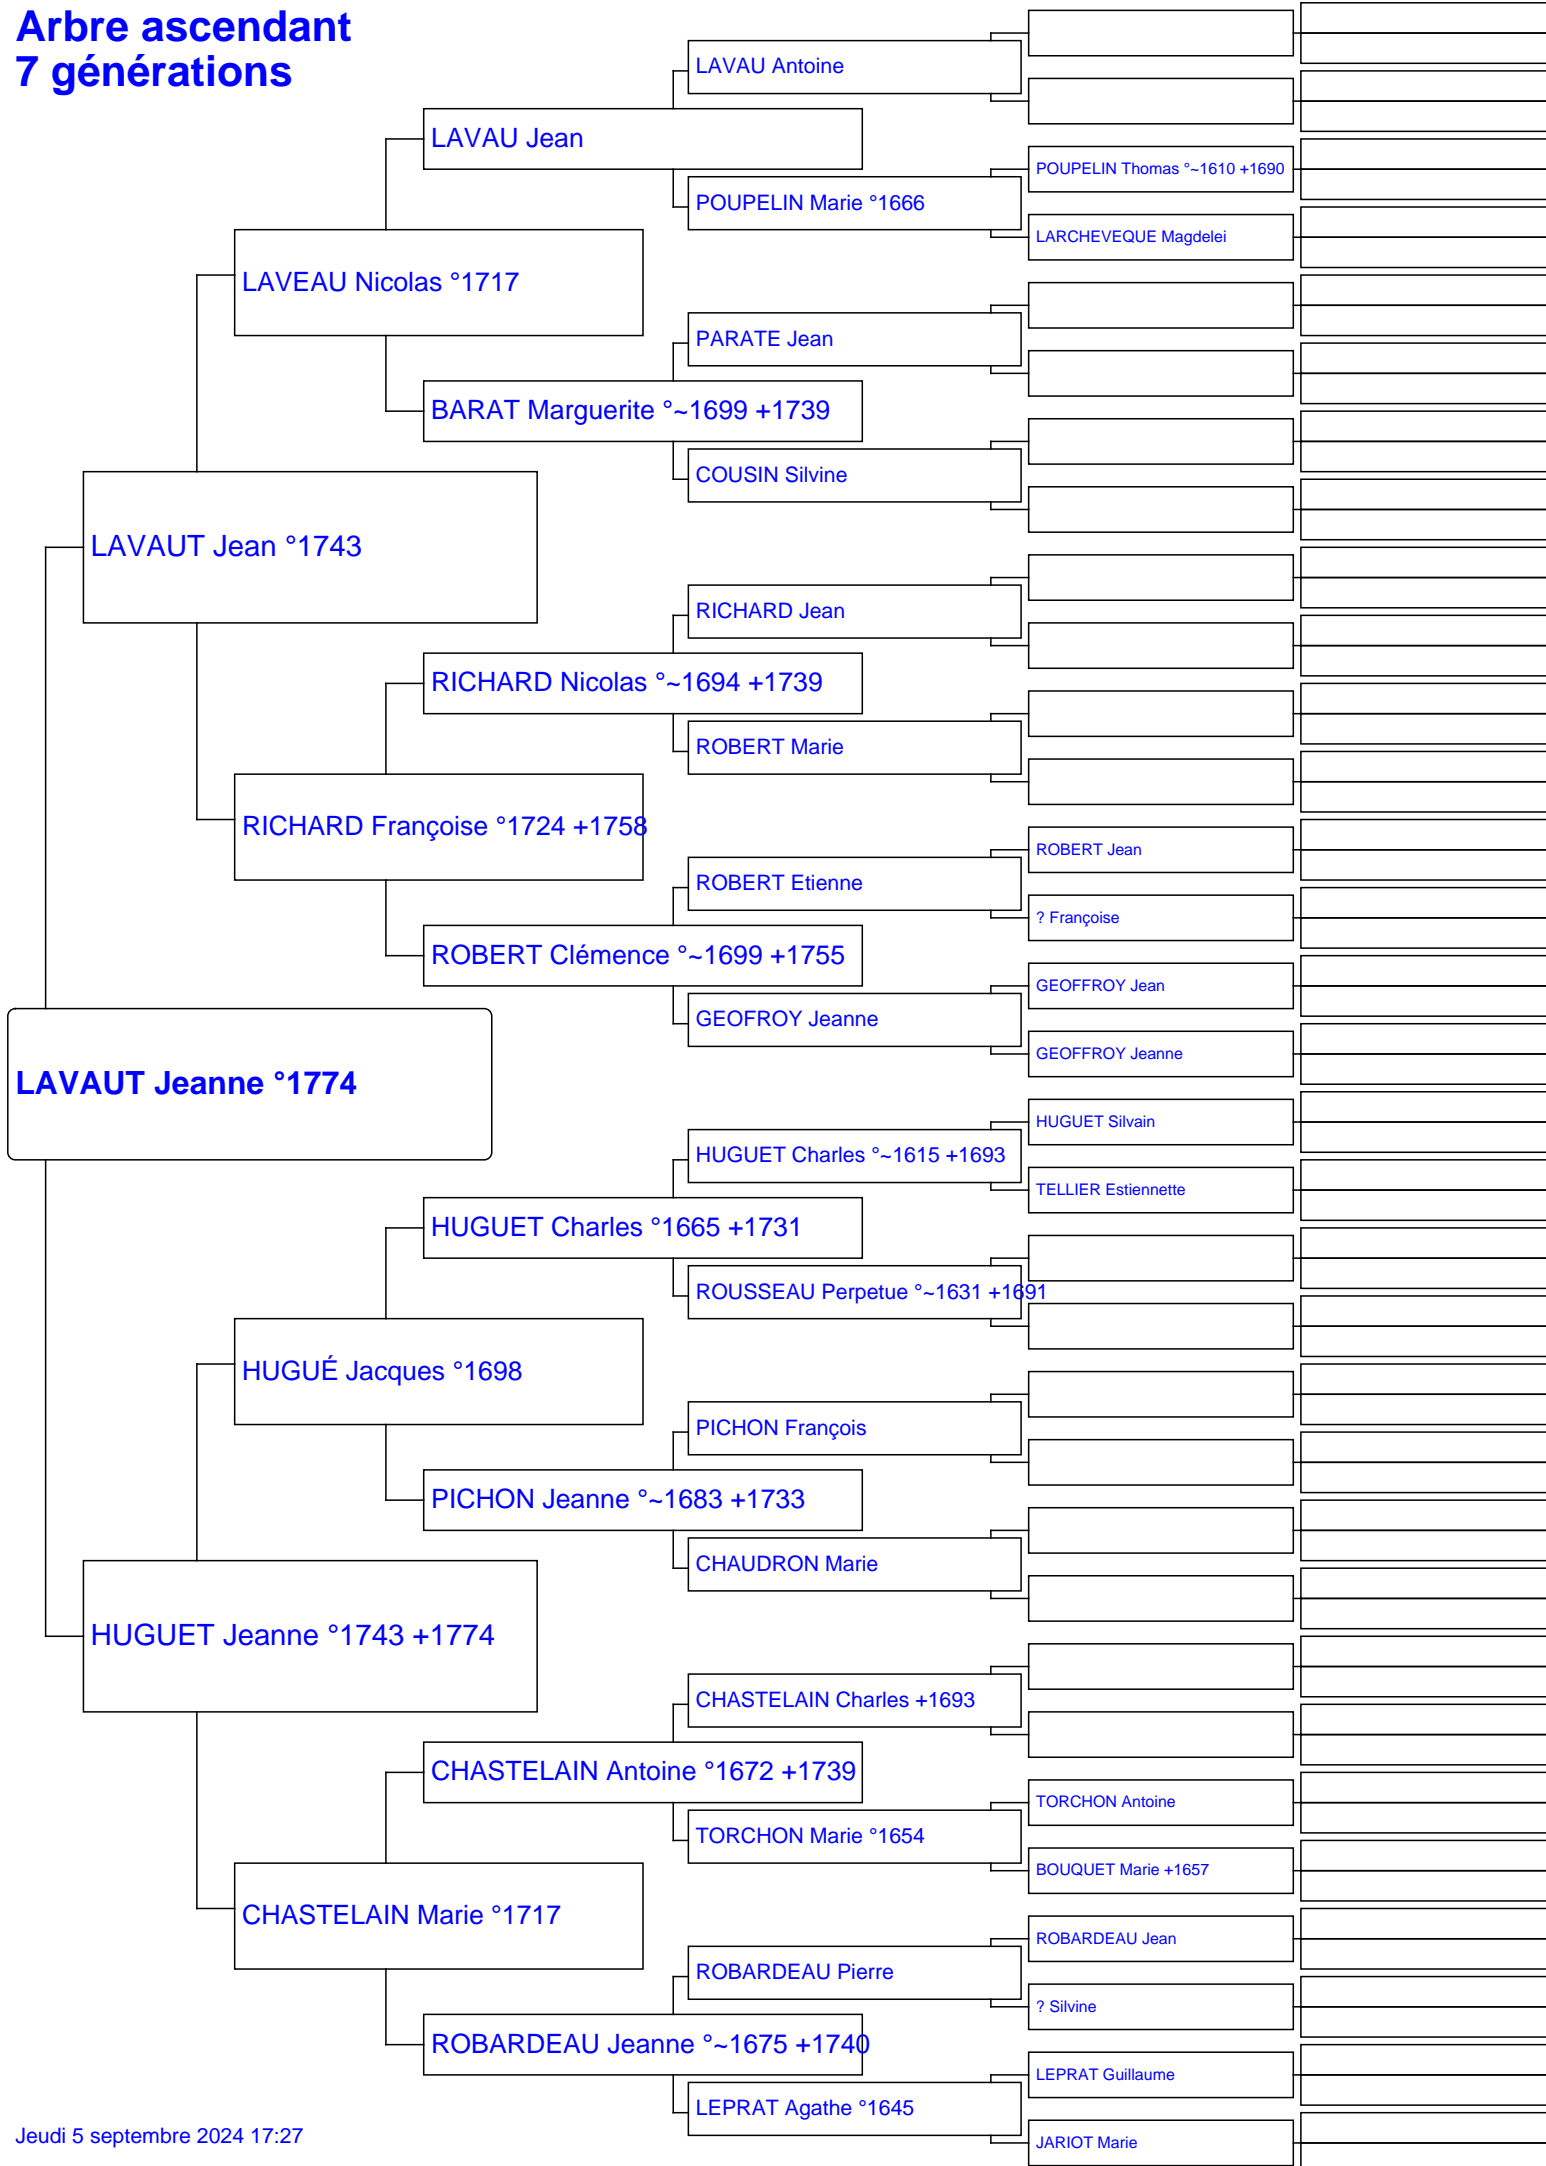 Arbre ascendant
7 générations
LAVAU Antoine
LAVAU Jean
POUPELIN Thomas °~1610 +1690
POUPELIN Marie °1666
LARCHEVEQUE Magdelei
LAVEAU Nicolas °1717
PARATE Jean
BARAT Marguerite °~1699 +1739
COUSIN Silvine
LAVAUT Jean °1743
RICHARD Jean
RICHARD Nicolas °~1694 +1739
ROBERT Marie
RICHARD Françoise °1724 +1758
ROBERT Jean
ROBERT Etienne
? Françoise
ROBERT Clémence °~1699 +1755
GEOFFROY Jean
GEOFROY Jeanne
GEOFFROY Jeanne
LAVAUT Jeanne °1774
HUGUET Silvain
HUGUET Charles °~1615 +1693
TELLIER Estiennette
HUGUET Charles °1665 +1731
ROUSSEAU Perpetue °~1631 +1691
HUGUÉ Jacques °1698
PICHON François
PICHON Jeanne °~1683 +1733
CHAUDRON Marie
HUGUET Jeanne °1743 +1774
CHASTELAIN Charles +1693
CHASTELAIN Antoine °1672 +1739
TORCHON Antoine
TORCHON Marie °1654
BOUQUET Marie +1657
CHASTELAIN Marie °1717
ROBARDEAU Jean
ROBARDEAU Pierre
? Silvine
ROBARDEAU Jeanne °~1675 +1740
LEPRAT Guillaume
LEPRAT Agathe °1645
JARIOT Marie
Jeudi 5 septembre 2024 17:27